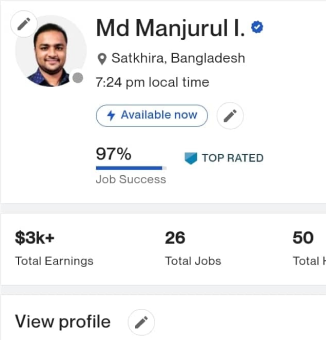 Md Manjurul I.
Satkhira, Bangladesh
7:24 pm local time
Available now
97%
TOP RATED
Job Success
$3k+ 26 50
Total Earnings Total Jobs Total
View profile